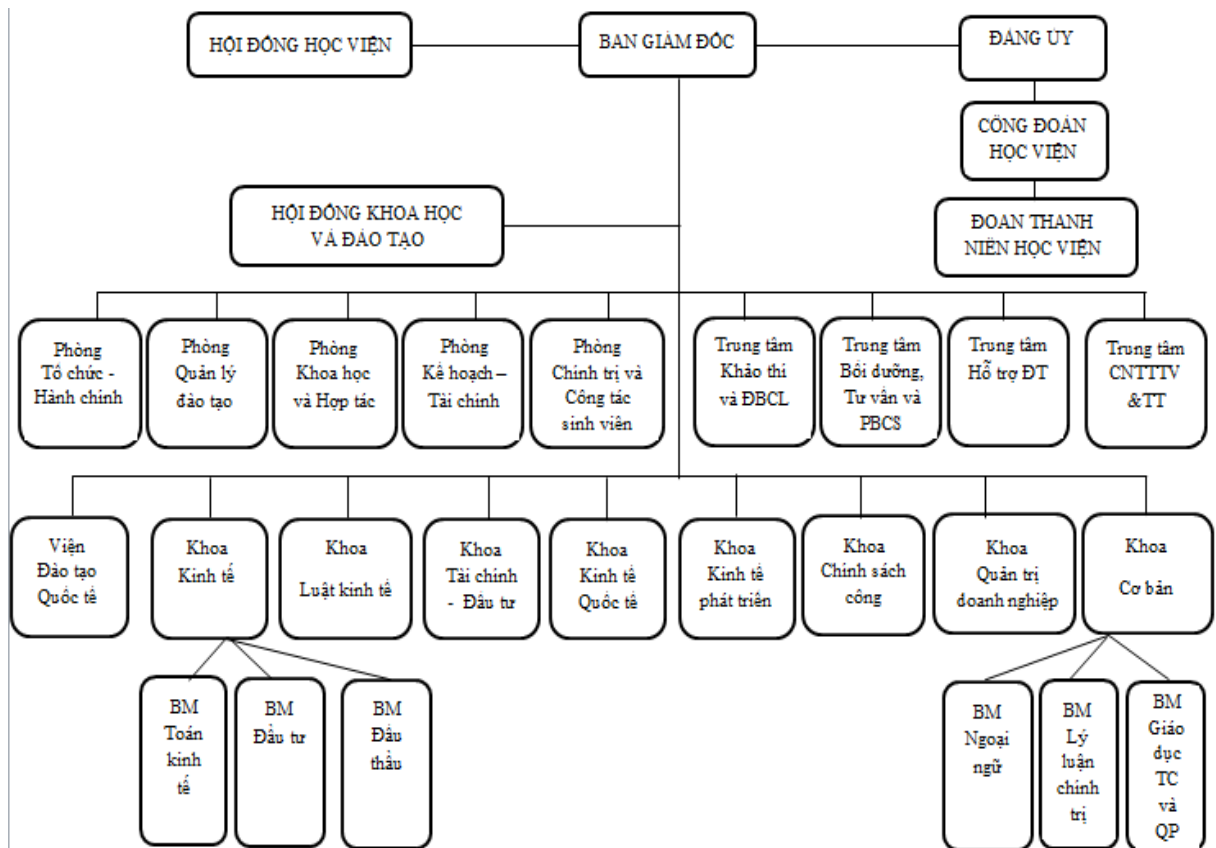 HỘI ĐỒNG HỌC VIỆN
BAN GIÁM ĐỐC
ĐẢNG ỦY
CÔNG ĐOÀN
HỌC VIỆN
HỘI ĐỒNG KHOA HỌC
VÀ ĐÀO TẠO
ĐOÀN THANH
NIÊN HỌC VIỆN
Phòng
Tổ chức -
Hành chính
Phòng
Quản lý
đào tạo
Phòng
Khoa học
và Hợp tác
Phòng
Kế hoạch –
Tài chính
Phòng
Chính trị và
Công tác
sinh viên
Trung tâm
Khảo thí
và ĐBCL
Trung tâm
Bồi dưỡng,
Tư vấn và
PBCS
Trung tâm
Hỗ trợ ĐT
Trung tâm
CNTTTV
&TT
Viện
Đào tạo
Quốc tế
Khoa
Kinh tế
Khoa
Luật kinh tế
Khoa
Tài chính
- Đầu tư
Khoa
Kinh tế
Quốc tế
Khoa
Kinh tế
phát triển
Khoa
Chính sách
công
Khoa
Quản trị
doanh nghiệp
Khoa
Cơ bản
BM
Toán
kinh
tế
BM
Đầu tư
BM
Đấu
thầu
BM
Ngoại
ngữ
BM
Lý
luận
chính
trị
BM
Giáo
dục
TC
và
QP